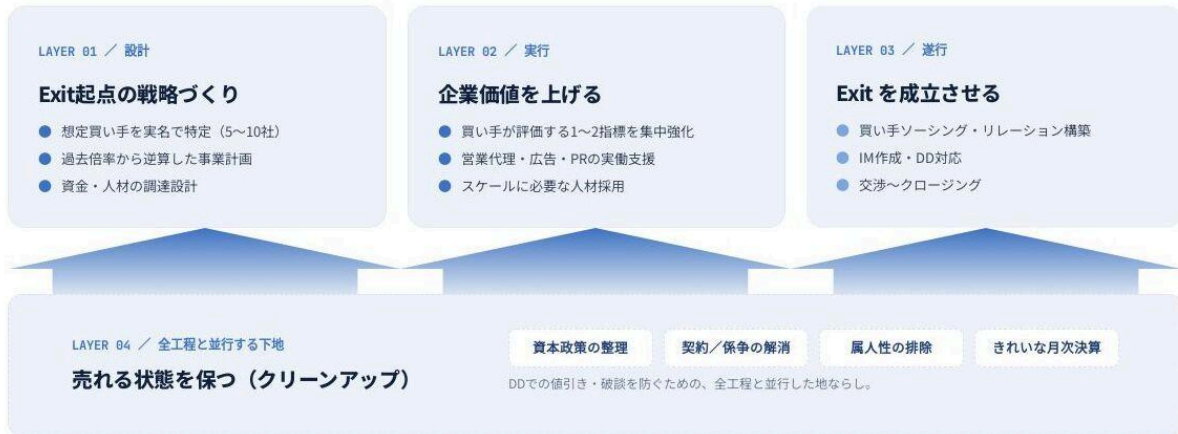 LAYER 01 ／ 設計
Exit起点の戦略づくり
想定買い手を実名で特定（5〜10社）
過去倍率から逆算した事業計画
資金・人材の調達設計
LAYER 02 ／ 実行
企業価値を上げる
買い手が評価する1〜2指標を集中強化
営業代理・広告・PRの実働支援
スケールに必要な人材採用
LAYER 03 ／ 遂行
Exit を成立させる
買い手ソーシング・リレーション構築
IM作成・DD対応
交渉〜クロージング
LAYER 04 ／ 全工程と並行する下地
売れる状態を保つ（クリーンアップ）
資本政策の整理
契約／係争の解消
属人性の排除
きれいな月次決算
DDでの値引き・破談を防ぐための、全工程と並行した地ならし。